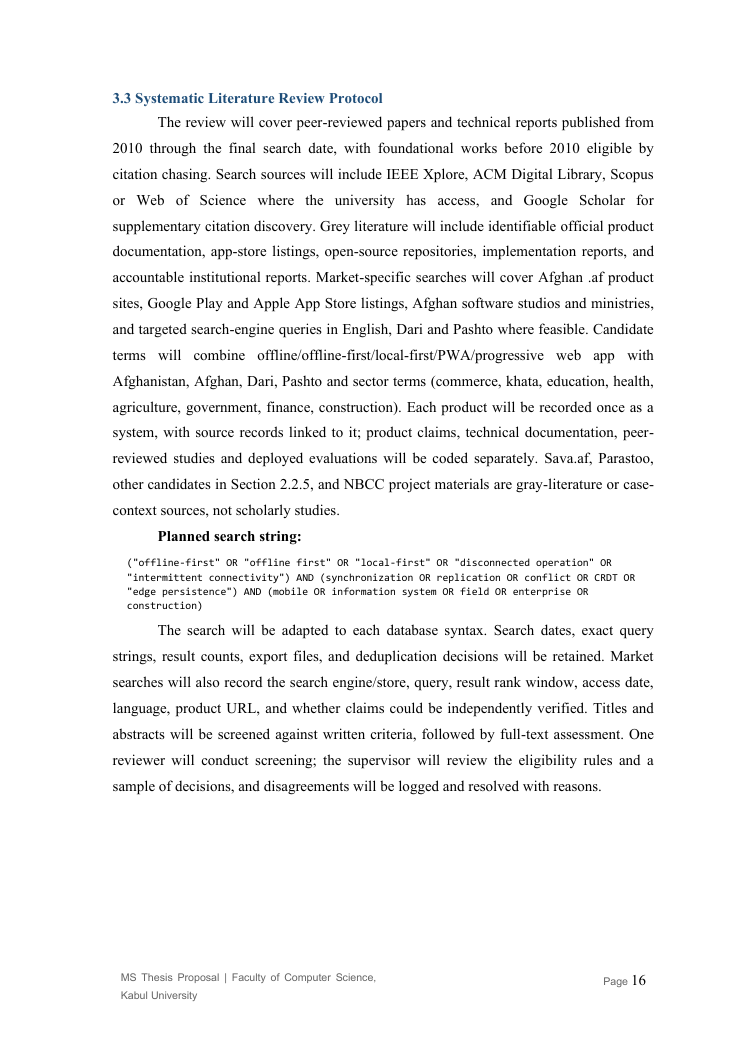 3.3 Systematic Literature Review Protocol
The review will cover peer-reviewed papers and technical reports published from
2010 through the final search date, with foundational works before 2010 eligible by
citation chasing. Search sources will include IEEE Xplore, ACM Digital Library, Scopus
or Web of Science where the university has access, and Google Scholar for
supplementary citation discovery. Grey literature will include identifiable official product
documentation, app-store listings, open-source repositories, implementation reports, and
accountable institutional reports. Market-specific searches will cover Afghan .af product
sites, Google Play and Apple App Store listings, Afghan software studios and ministries,
and targeted search-engine queries in English, Dari and Pashto where feasible. Candidate
terms will combine offline/offline-first/local-first/PWA/progressive web app with
Afghanistan, Afghan, Dari, Pashto and sector terms (commerce, khata, education, health,
agriculture, government, finance, construction). Each product will be recorded once as a
system, with source records linked to it; product claims, technical documentation, peer-
reviewed studies and deployed evaluations will be coded separately. Sava.af, Parastoo,
other candidates in Section 2.2.5, and NBCC project materials are gray-literature or case-
context sources, not scholarly studies.
Planned search string:
("offline-first" OR "offline first" OR "local-first" OR "disconnected operation" OR
"intermittent connectivity") AND (synchronization OR replication OR conflict OR CRDT OR
"edge persistence") AND (mobile OR information system OR field OR enterprise OR
construction)
The search will be adapted to each database syntax. Search dates, exact query
strings, result counts, export files, and deduplication decisions will be retained. Market
searches will also record the search engine/store, query, result rank window, access date,
language, product URL, and whether claims could be independently verified. Titles and
abstracts will be screened against written criteria, followed by full-text assessment. One
reviewer will conduct screening; the supervisor will review the eligibility rules and a
sample of decisions, and disagreements will be logged and resolved with reasons.
MS Thesis Proposal | Faculty of Computer Science,
Kabul University
Page 16